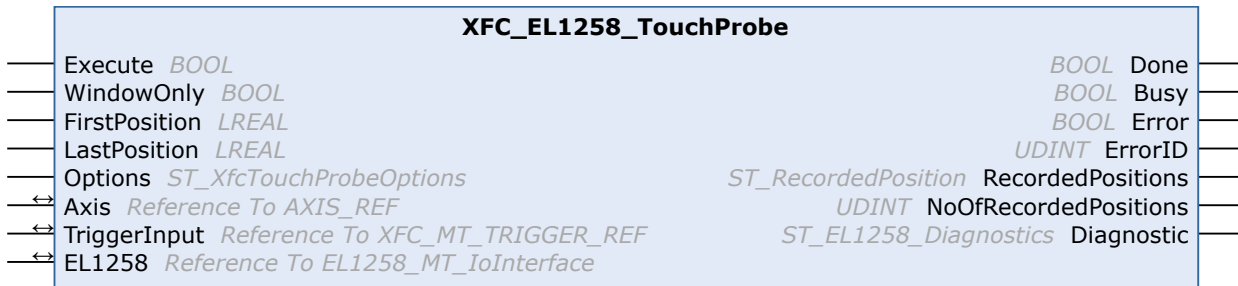 XFC_EL1258_TouchProbe
Execute BOOL BOOL Done
WindowOnly BOOL BOOL Busy
FirstPosition LREAL BOOL Error
LastPosition LREAL UDINT ErrorID
Options ST_XfcTouchProbeOptions ST_RecordedPosition RecordedPositions
Axis Reference To AXIS_REF UDINT NoOfRecordedPositions
TriggerInput Reference To XFC_MT_TRIGGER_REF ST_EL1258_Diagnostics Diagnostic
EL1258 Reference To EL1258_MT_IoInterface